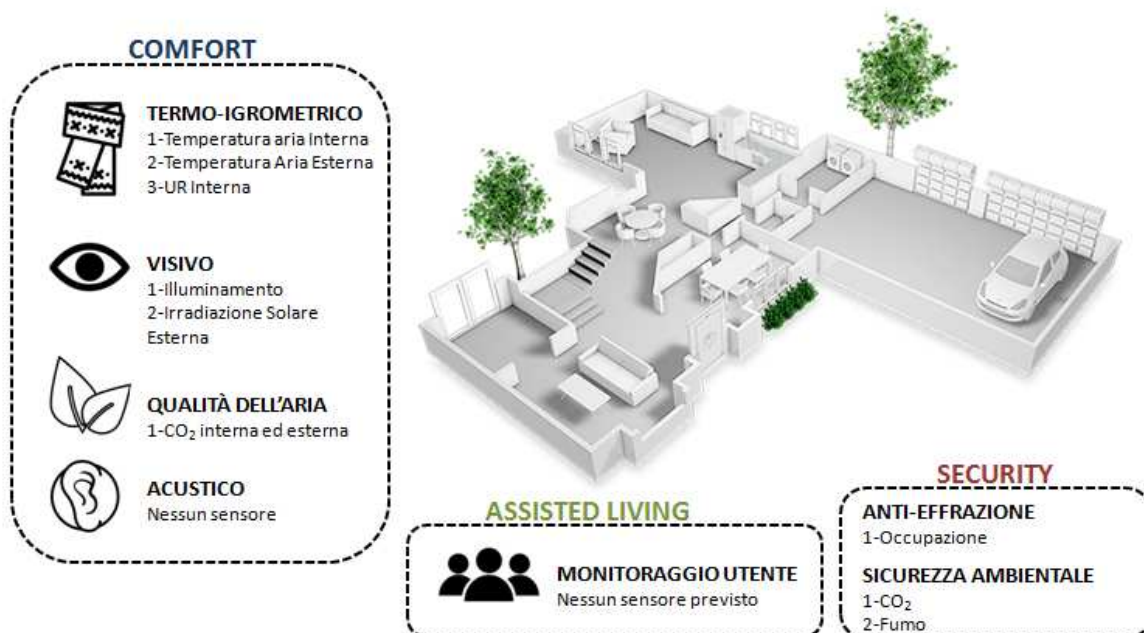 COMFORT
TERMO-IGROMETRICO
1-Temperatura aria Interna
2-Temperatura Aria Esterna
3-UR Interna
VISIVO
1-Illuminamento
2-Irradiazione Solare
Esterna
QUALITÀ DELL'ARIA
1-CO₂ interna ed esterna
ACUSTICO
Nessun sensore
ASSISTED LIVING
MONITORAGGIO UTENTE
Nessun sensore previsto
SECURITY
ANTI-EFFRAZIONE
1-Occupazione
SICUREZZA AMBIENTALE
1-CO₂
2-Fumo